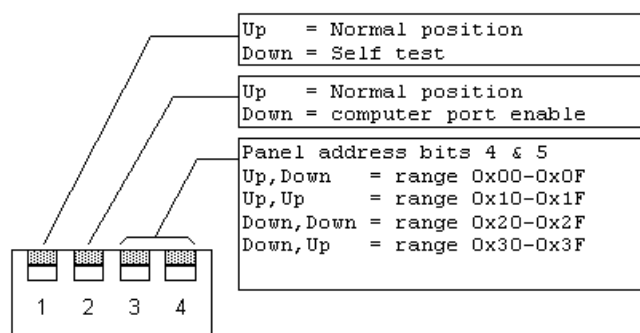 Up   = Normal position
Down = Self test
Up   = Normal position
Down = computer port enable
Panel address bits 4 & 5
Up,Down   = range 0x00-0x0F
Up,Up     = range 0x10-0x1F
Down,Down = range 0x20-0x2F
Down,Up   = range 0x30-0x3F
1 2 3 4